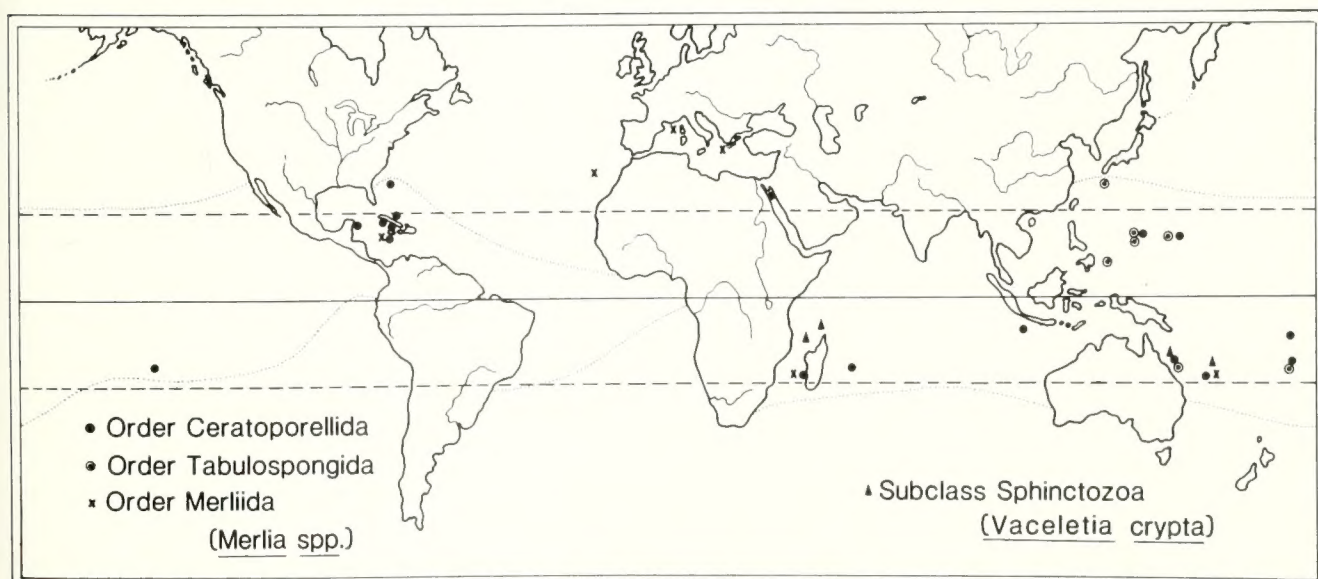 Order Ceratoporellida
Order Tabulospongida
Order Merliida
(Merlia spp.)
Subclass Sphinctozoa
(Vaceletia crypta)